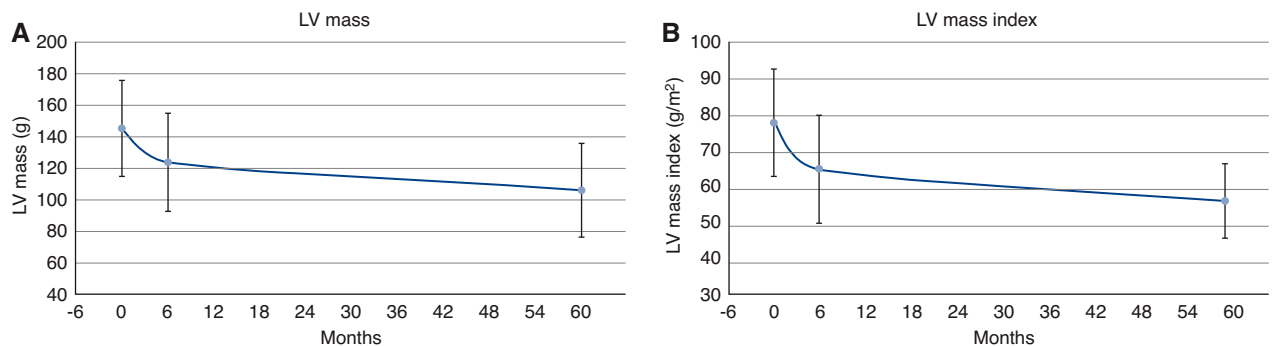 A
LV mass
LV mass (g)
200
180
160
140
120
100
80
60
40
-6 0 6 12 18 24 30 36 42 48 54 60
Months
B
LV mass index
LV mass index (g/m²)
100
90
80
70
60
50
40
30
-6 0 6 12 18 24 30 36 42 48 54 60
Months